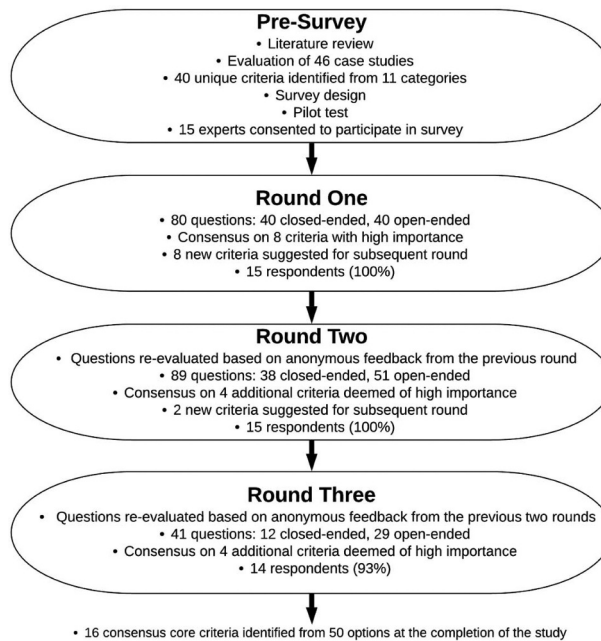 Pre-Survey
• Literature review
• Evaluation of 46 case studies
• 40 unique criteria identified from 11 categories
• Survey design
• Pilot test
• 15 experts consented to participate in survey
Round One
• 80 questions: 40 closed-ended, 40 open-ended
• Consensus on 8 criteria with high importance
• 8 new criteria suggested for subsequent round
• 15 respondents (100%)
Round Two
• Questions re-evaluated based on anonymous feedback from the previous round
• 89 questions: 38 closed-ended, 51 open-ended
• Consensus on 4 additional criteria deemed of high importance
• 2 new criteria suggested for subsequent round
• 15 respondents (100%)
Round Three
• Questions re-evaluated based on anonymous feedback from the previous two rounds
• 41 questions: 12 closed-ended, 29 open-ended
• Consensus on 4 additional criteria deemed of high importance
• 14 respondents (93%)
• 16 consensus core criteria identified from 50 options at the completion of the study